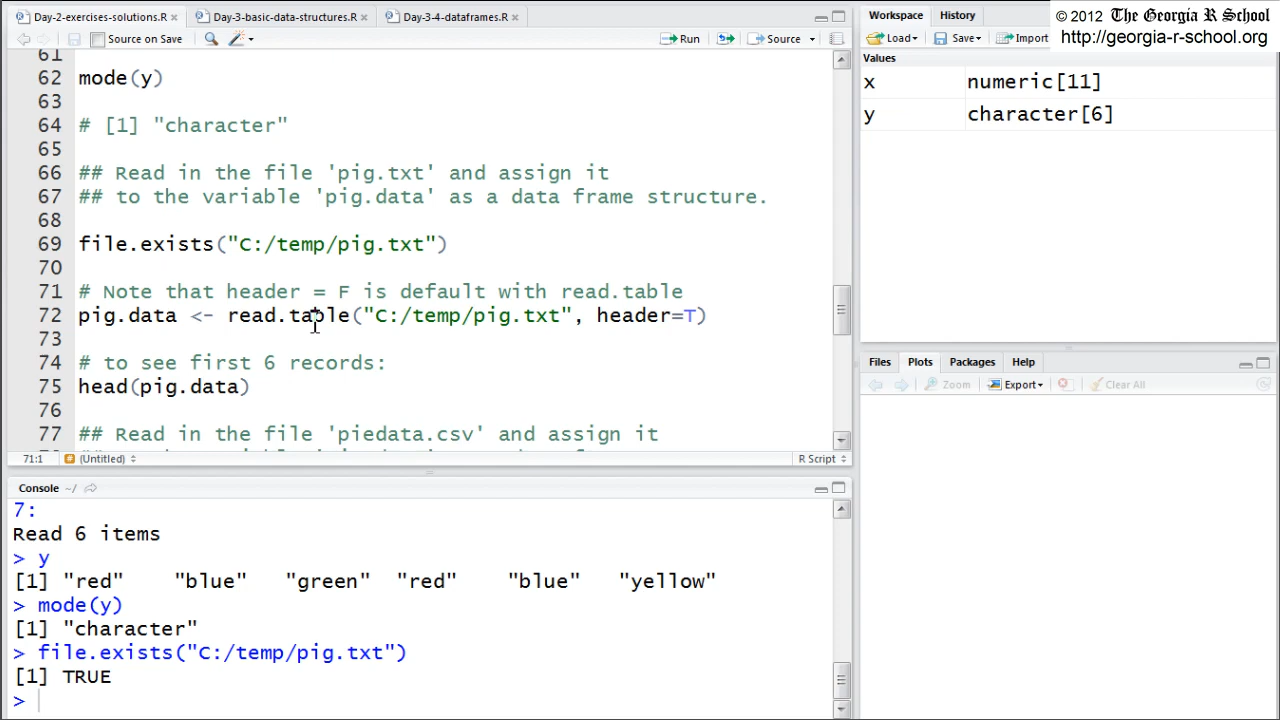 Day-2-exercises-solutions.R
Day-3-basic-data-structures.R
Day-3-4-dataframes.R
Source on Save
Run
Source
61
62 mode(y)
63
64 # [1] "character"
65
66 ## Read in the file 'pig.txt' and assign it
67 ## to the variable 'pig.data' as a data frame structure.
68
69 file.exists("C:/temp/pig.txt")
70
71 # Note that header = F is default with read.table
72 pig.data <- read.table("C:/temp/pig.txt", header=T)
73
74 # to see first 6 records:
75 head(pig.data)
76
77 ## Read in the file 'piedata.csv' and assign it
71:1 (Untitled) R Script
Console ~/
7:
Read 6 items
> y
[1] "red" "blue" "green" "red" "blue" "yellow"
> mode(y)
[1] "character"
> file.exists("C:/temp/pig.txt")
[1] TRUE
>
Workspace History
© 2012 The Georgia R School
http://georgia-r-school.org
Load Save Import
Values
x numeric[11]
y character[6]
Files Plots Packages Help
Zoom Export Clear All